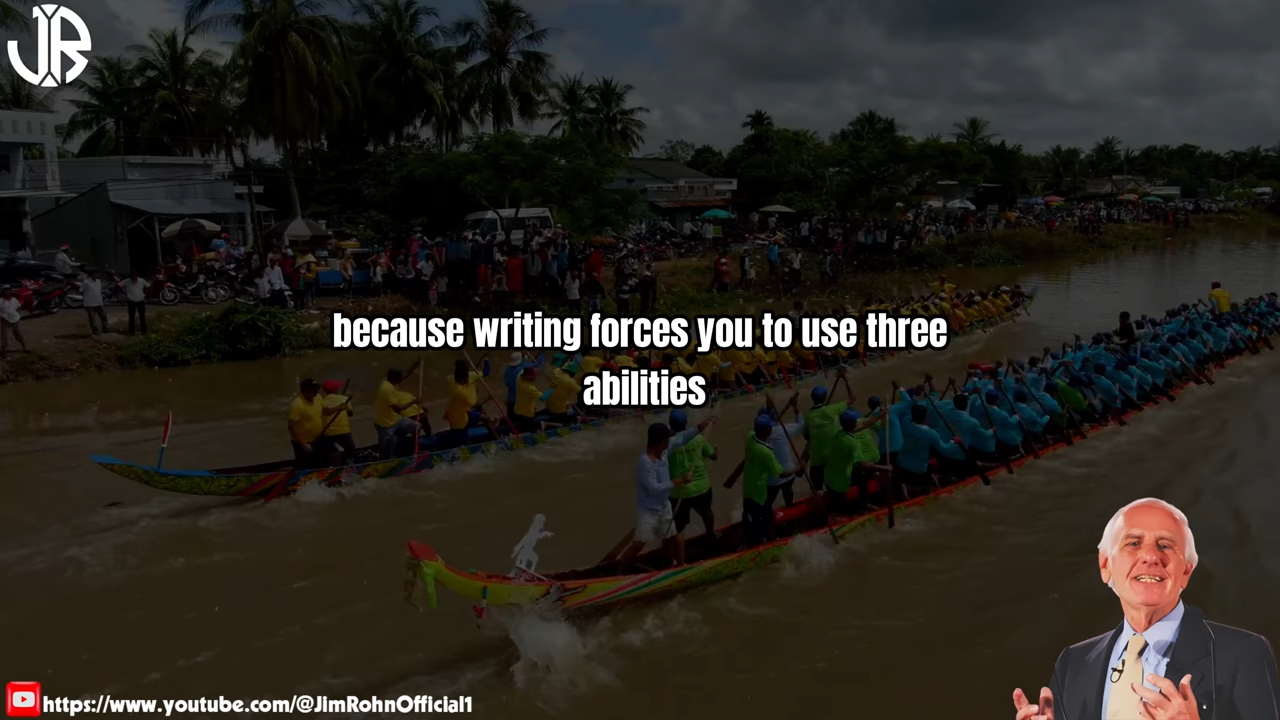 JR
because writing forces you to use three
abilities
https://www.youtube.com/@JimRohnOfficial1